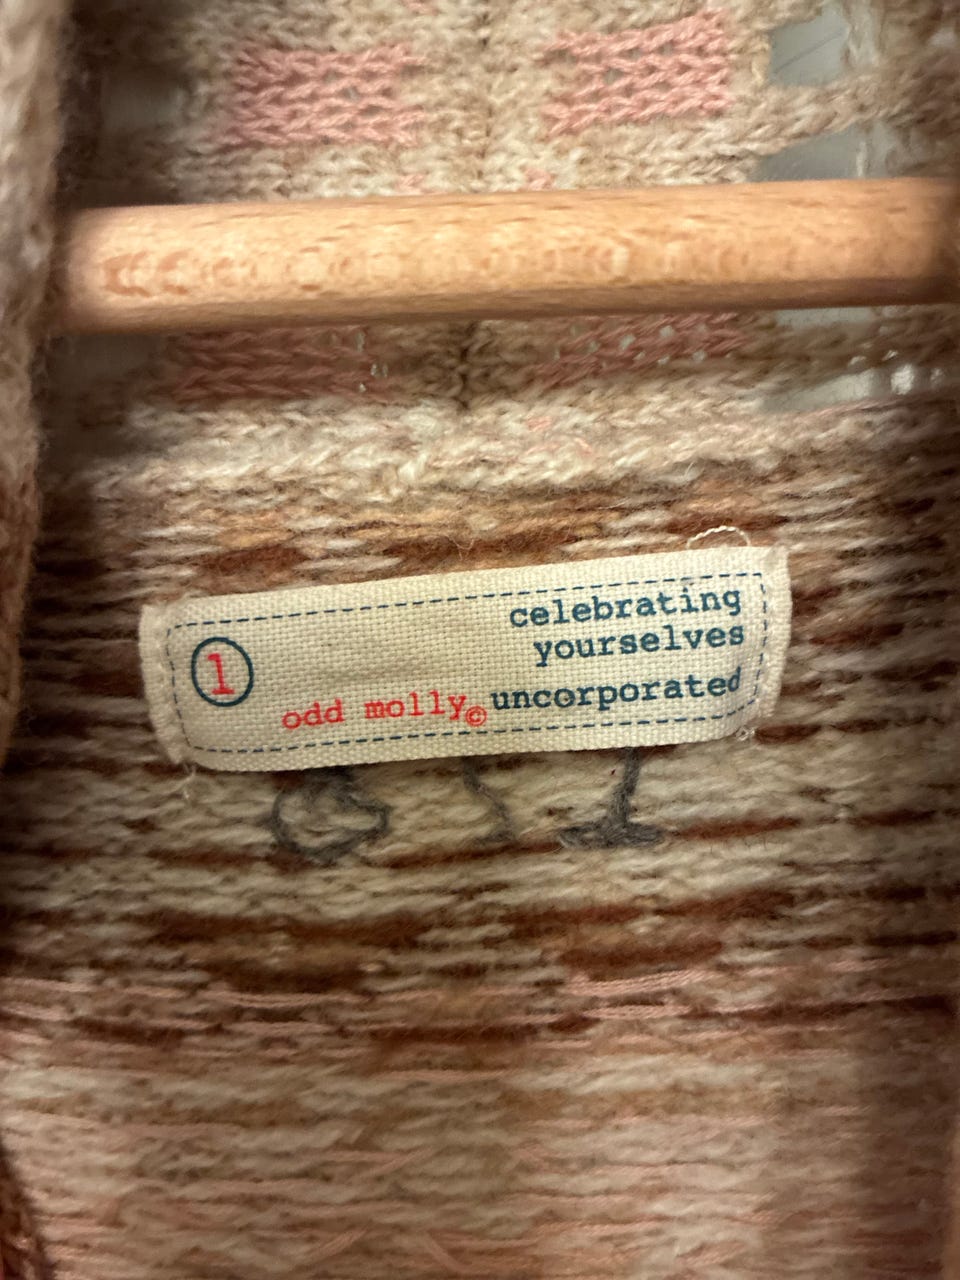 celebrating
yourselves
1
odd molly© uncorporated